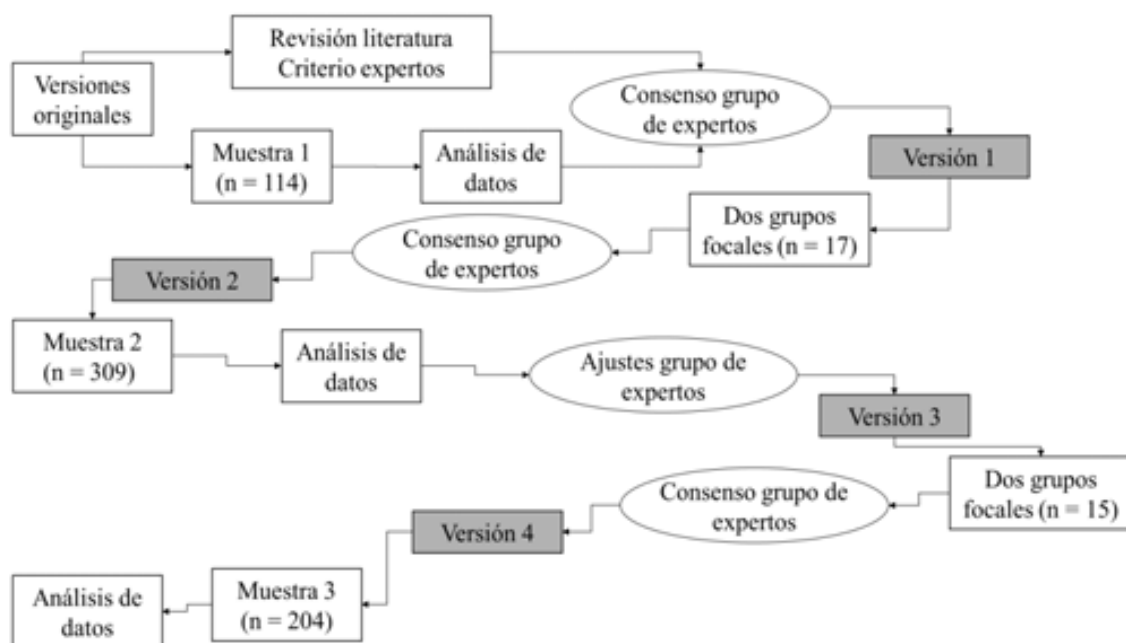 Revisión literatura
Criterio expertos
Versiones
originales
Consenso grupo
de expertos
Muestra 1
(n = 114)
Análisis de
datos
Versión 1
Dos grupos
focales (n = 17)
Consenso grupo
de expertos
Versión 2
Muestra 2
(n = 309)
Análisis de
datos
Ajustes grupo de
expertos
Versión 3
Dos grupos
focales (n = 15)
Consenso grupo de
expertos
Versión 4
Muestra 3
(n = 204)
Análisis de
datos